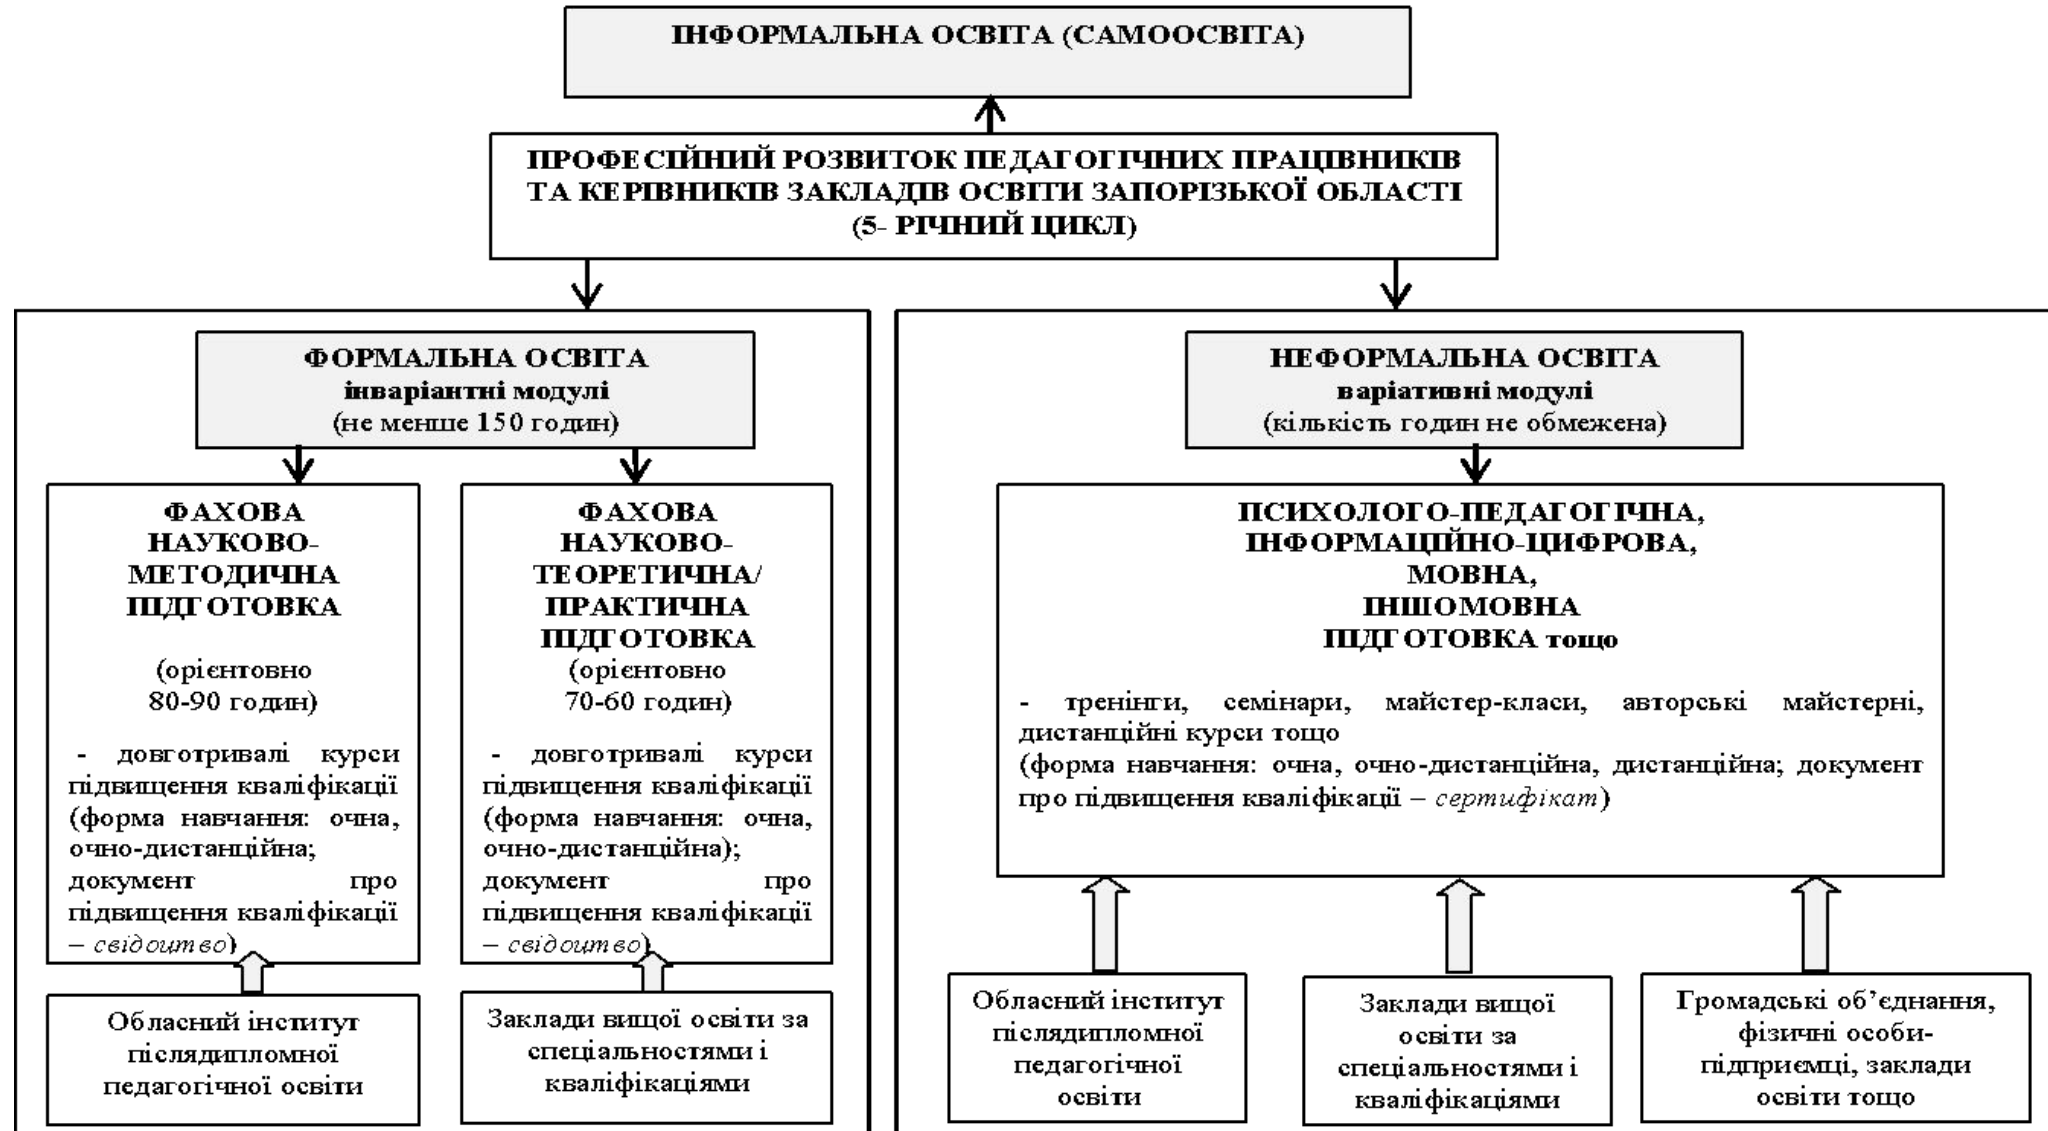 ІНФОРМАЛЬНА ОСВІТА (САМООСВІТА)
ПРОФЕСІЙНИЙ РОЗВИТОК ПЕДАГОГІЧНИХ ПРАЦІВНИКІВ
ТА КЕРІВНИКІВ ЗАКЛАДІВ ОСВІТИ ЗАПОРІЗЬКОЇ ОБЛАСТІ
(5- РІЧНИЙ ЦИКЛ)
ФОРМАЛЬНА ОСВІТА
інваріантні модулі
(не менше 150 годин)
ФАХОВА
НАУКОВО-
МЕТОДИЧНА
ПІДГОТОВКА
(орієнтовно
80-90 годин)
- довготривалі курси
підвищення кваліфікації
(форма навчання: очна,
очно-дистанційна;
документ про
підвищення кваліфікації
– свідоцтво)
Обласний інститут
післядипломної
педагогічної освіти
ФАХОВА
НАУКОВО-
ТЕОРЕТИЧНА/
ПРАКТИЧНА
ПІДГОТОВКА
(орієнтовно
70-60 годин)
- довготривалі курси
підвищення кваліфікації
(форма навчання: очна,
очно-дистанційна);
документ про
підвищення кваліфікації
– свідоцтво)
Заклади вищої освіти за
спеціальностями і
кваліфікаціями
НЕФОРМАЛЬНА ОСВІТА
варіативні модулі
(кількість годин не обмежена)
ПСИХОЛОГО-ПЕДАГОГІЧНА,
ІНФОРМАЦІЙНО-ЦИФРОВА,
МОВНА,
ІНШОМОВНА
ПІДГОТОВКА тощо
- тренінги, семінари, майстер-класи, авторські майстерні,
дистанційні курси тощо
(форма навчання: очна, очно-дистанційна, дистанційна; документ
про підвищення кваліфікації – сертифікат)
Обласний інститут
післядипломної
педагогічної
освіти
Заклади вищої
освіти за
спеціальностями і
кваліфікаціями
Громадські об’єднання,
фізичні особи-
підприємці, заклади
освіти тощо